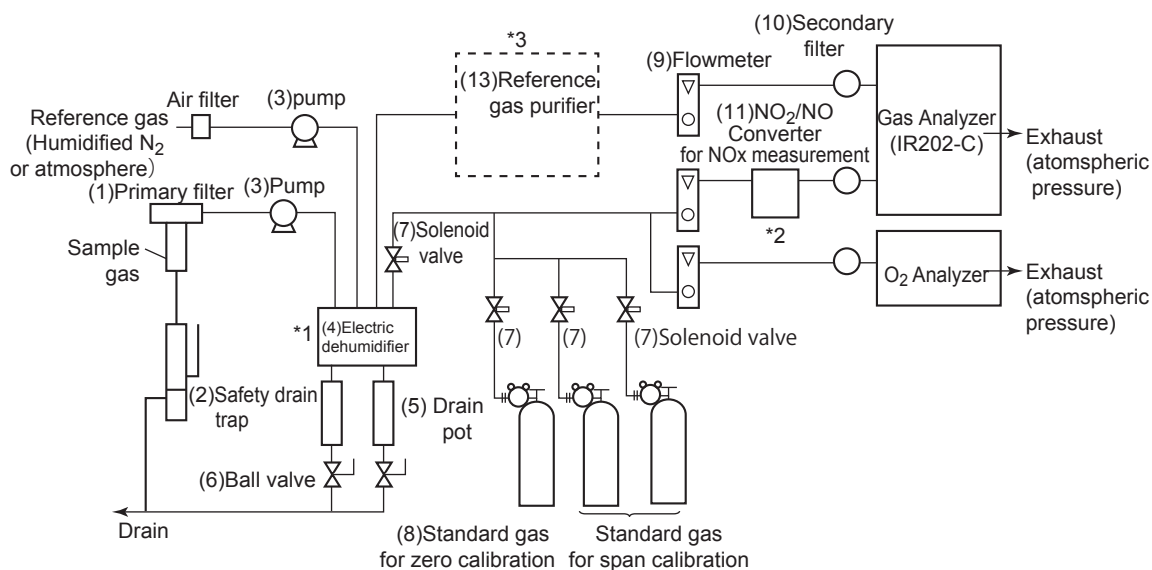 (10)Secondary
filter
*3
(9)Flowmeter
(13)Reference
gas purifier
(3)pump
Air filter
Reference gas
(Humidified N2
or atmosphere)
(11)NO2/NO
Converter
for NOx measurement
Gas Analyzer
(IR202-C)
Exhaust
(atomspheric
pressure)
(1)Primary filter
(3)Pump
(7)Solenoid
valve
*2
Sample
gas
O2 Analyzer
Exhaust
(atomspheric
pressure)
*1
(4)Electric
dehumidifier
(7)
(7)
(7)Solenoid valve
(2)Safety drain
trap
(5) Drain
pot
(6)Ball valve
Drain
(8)Standard gas
for zero calibration
Standard gas
for span calibration